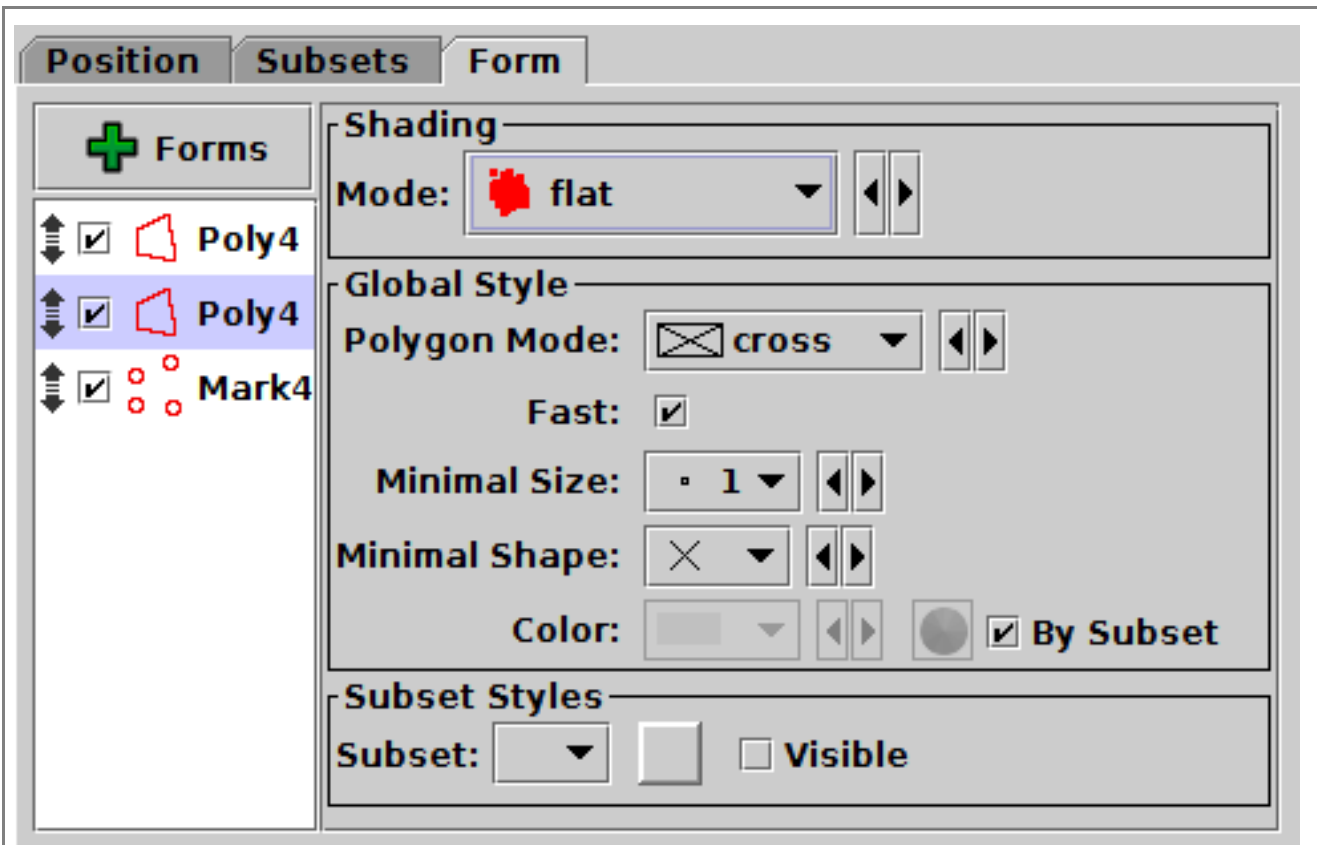 Position Subsets Form
Forms
Poly4
Poly4
Mark4
Shading
Mode: flat
Global Style
Polygon Mode: cross
Fast:
Minimal Size: 1
Minimal Shape:
Color: By Subset
Subset Styles
Subset: Visible